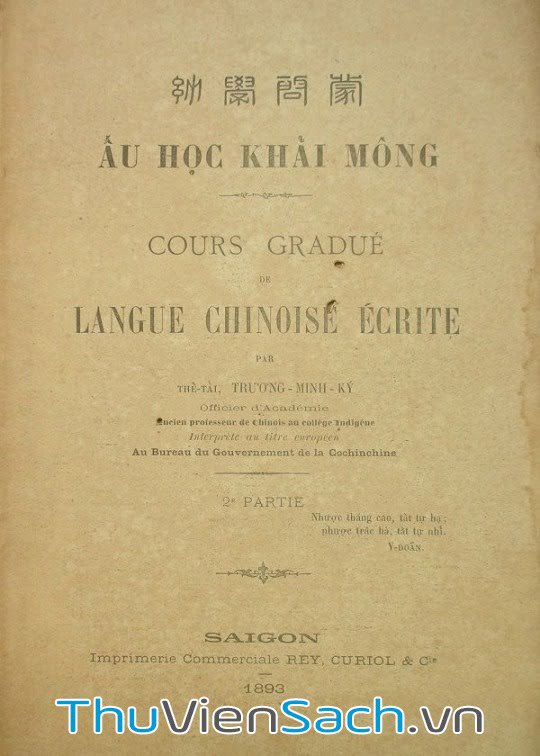 幼學啓蒙
ẤU HỌC KHẢI MÔNG
COURS GRADUÉ
DE
LANGUE CHINOISE ÉCRITE
PAR
THẾ-TẢI, TRƯƠNG-MINH-KÝ
Officier d'Académie
Ancien professeur de Chinois au collège Indigène
Interprète au titre européen
Au Bureau du Gouvernement de la Cochinchine
2e PARTIE
Nhược thăng cao, tất tự hạ;
nhược trắc hà, tất tự nhĩ.
Y-DOÃN.
SAIGON
Imprimerie Commerciale REY, CURIOL & Cie
1893
ThuVienSach.vn